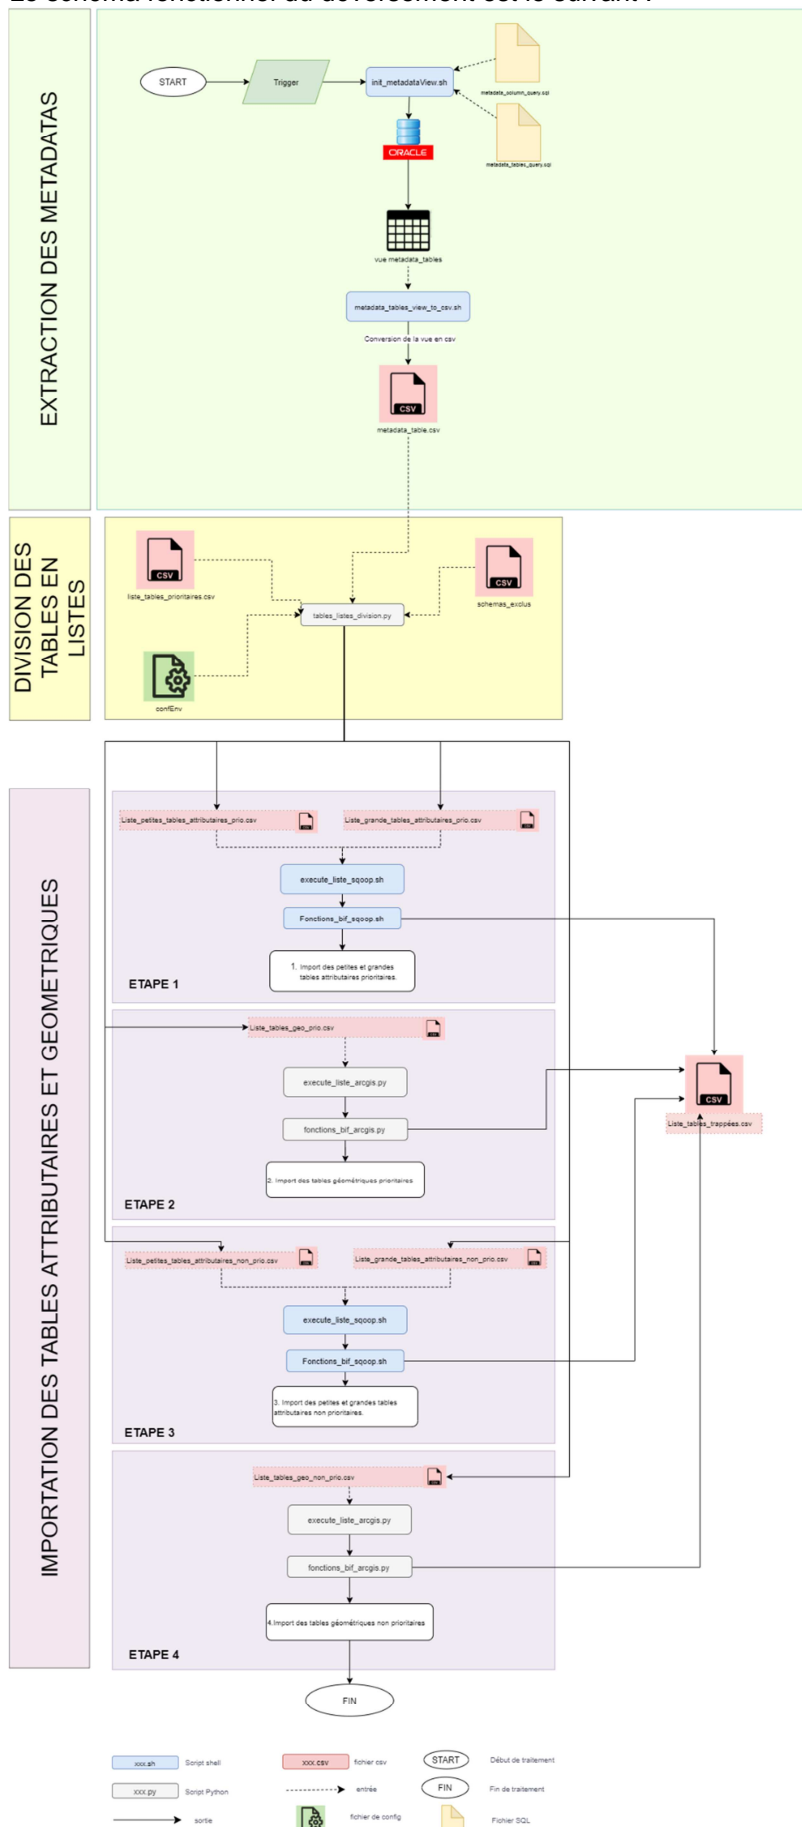 Le schéma fonctionnel du déversement est le suivant :
EXTRACTION DES METADATAS
START
Trigger
init_metadataView.sh
metadata_column_query.sql
metadata_tables_query.sql
ORACLE
vue metadata_tables
metadata_tables_view_to_csv.sh
Conversion de la vue en csv
CSV
metadata_table.csv
DIVISION DES
TABLES EN
LISTES
CSV
liste_tables_prioritaires.csv
CSV
schemas_exclus
tables_listes_division.py
confEnv
IMPORTATION DES TABLES ATTRIBUTAIRES ET GEOMETRIQUES
Liste_petites_tables_attributaires_prio.csv
Liste_grande_tables_attributaires_prio.csv
execute_liste_sqoop.sh
Fonctions_bif_sqoop.sh
1. Import des petites et grandes
tables attributaires prioritaires.
ETAPE 1
Liste_tables_geo_prio.csv
execute_liste_arcgis.py
fonctions_bif_arcgis.py
2. Import des tables géométriques prioritaires
ETAPE 2
CSV
Liste_tables_trappées.csv
Liste_petites_tables_attributaires_non_prio.csv
Liste_grande_tables_attributaires_non_prio.csv
execute_liste_sqoop.sh
Fonctions_bif_sqoop.sh
3. Import des petites et grandes tables
attributaires non prioritaires.
ETAPE 3
Liste_tables_geo_non_prio.csv
execute_liste_arcgis.py
fonctions_bif_arcgis.py
4.Import des tables géométriques non prioritaires
ETAPE 4
FIN
xxx.sh
Script shell
xxx.csv
fichier csv
START
Début de traitement
xxx.py
Script Python
entrée
FIN
Fin de traitement
sortie
fichier de config
Fichier SQL